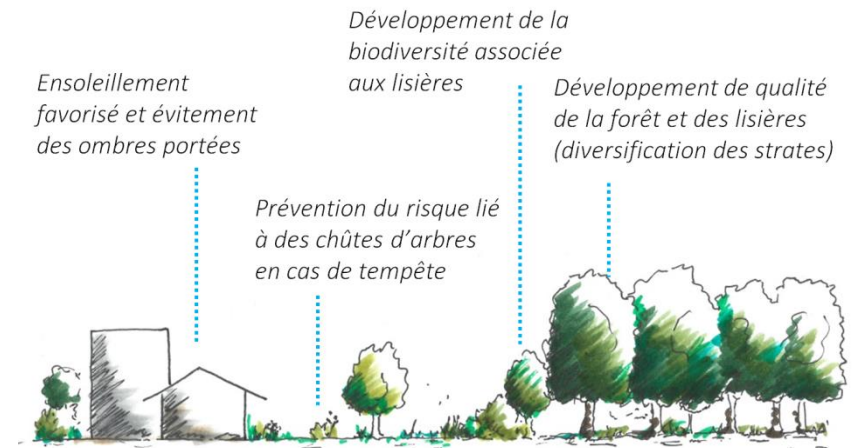 Développement de la
biodiversité associée
aux lisières
Ensoleillement
favorisé et évitement
des ombres portées
Développement de qualité
de la forêt et des lisières
(diversification des strates)
Prévention du risque lié
à des chûtes d’arbres
en cas de tempête